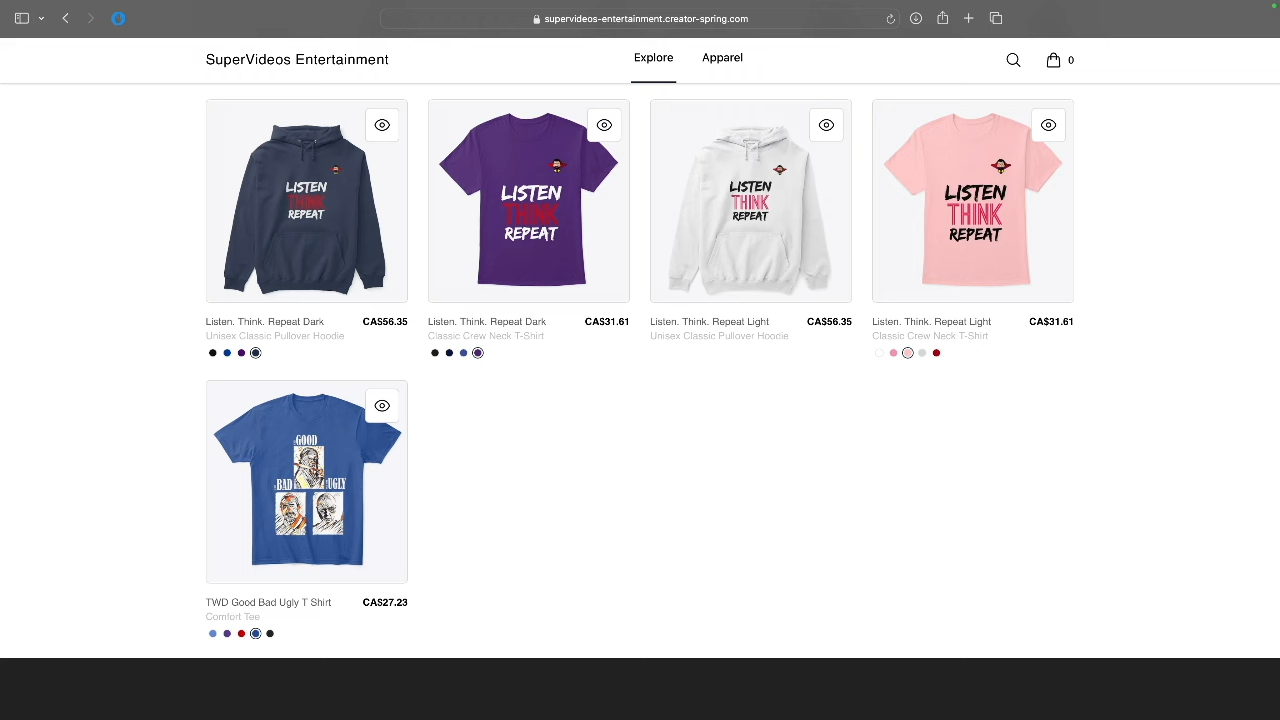 supervideos-entertainment.creator-spring.com
SuperVideos Entertainment
Explore
Apparel
0
LISTEN
THINK
REPEAT
LISTEN
THINK
REPEAT
LISTEN
THINK
REPEAT
LISTEN
THINK
REPEAT
Listen. Think. Repeat Dark
CA$56.35
Unisex Classic Pullover Hoodie
Listen. Think. Repeat Dark
CA$31.61
Classic Crew Neck T-Shirt
Listen. Think. Repeat Light
CA$56.35
Unisex Classic Pullover Hoodie
Listen. Think. Repeat Light
CA$31.61
Classic Crew Neck T-Shirt
GOOD
BAD
UGLY
TWD Good Bad Ugly T Shirt
CA$27.23
Comfort Tee